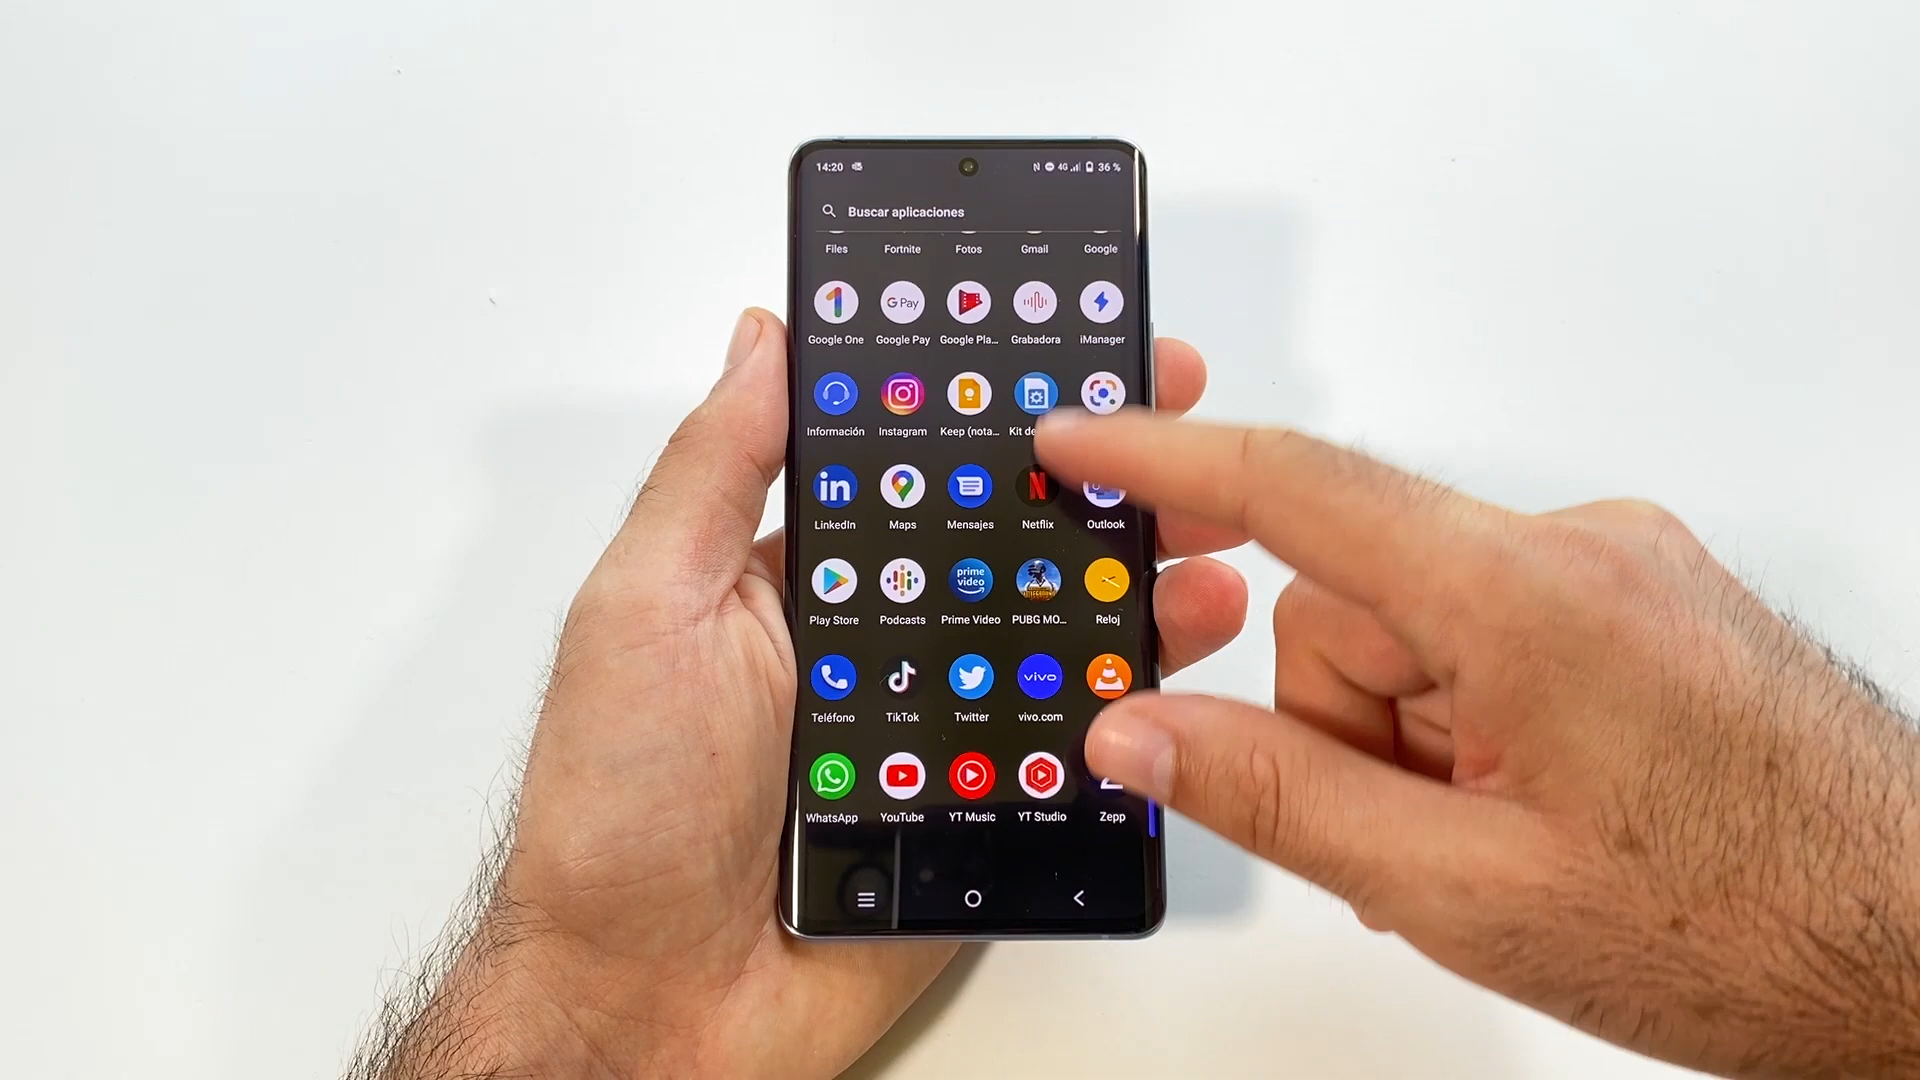 14:20 4G 36 %
Buscar aplicaciones
Files Fortnite Fotos Gmail Google
G Pay
Google One Google Pay Google Pla... Grabadora iManager
Información Instagram Keep (nota... Kit de
in N
LinkedIn Maps Mensajes Netflix Outlook
prime video
Play Store Podcasts Prime Video PUBG MO... Reloj
vivo
Teléfono TikTok Twitter vivo.com
WhatsApp YouTube YT Music YT Studio Zepp